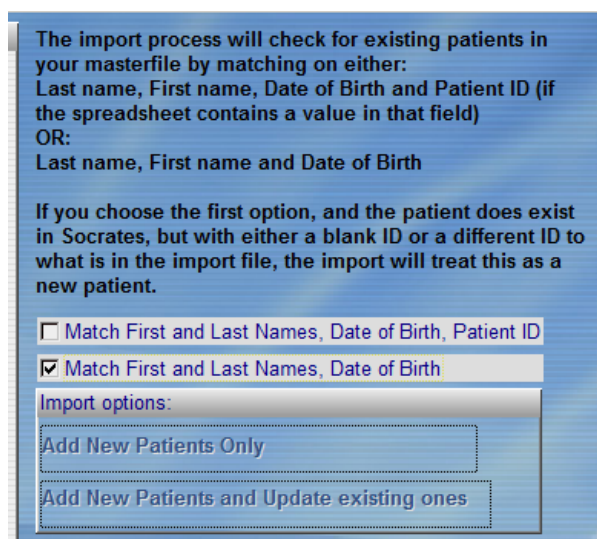 The import process will check for existing patients in
your masterfile by matching on either:
Last name, First name, Date of Birth and Patient ID (if
the spreadsheet contains a value in that field)
OR:
Last name, First name and Date of Birth
If you choose the first option, and the patient does exist
in Socrates, but with either a blank ID or a different ID to
what is in the import file, the import will treat this as a
new patient.
Match First and Last Names, Date of Birth, Patient ID
Match First and Last Names, Date of Birth
Import options:
Add New Patients Only
Add New Patients and Update existing ones